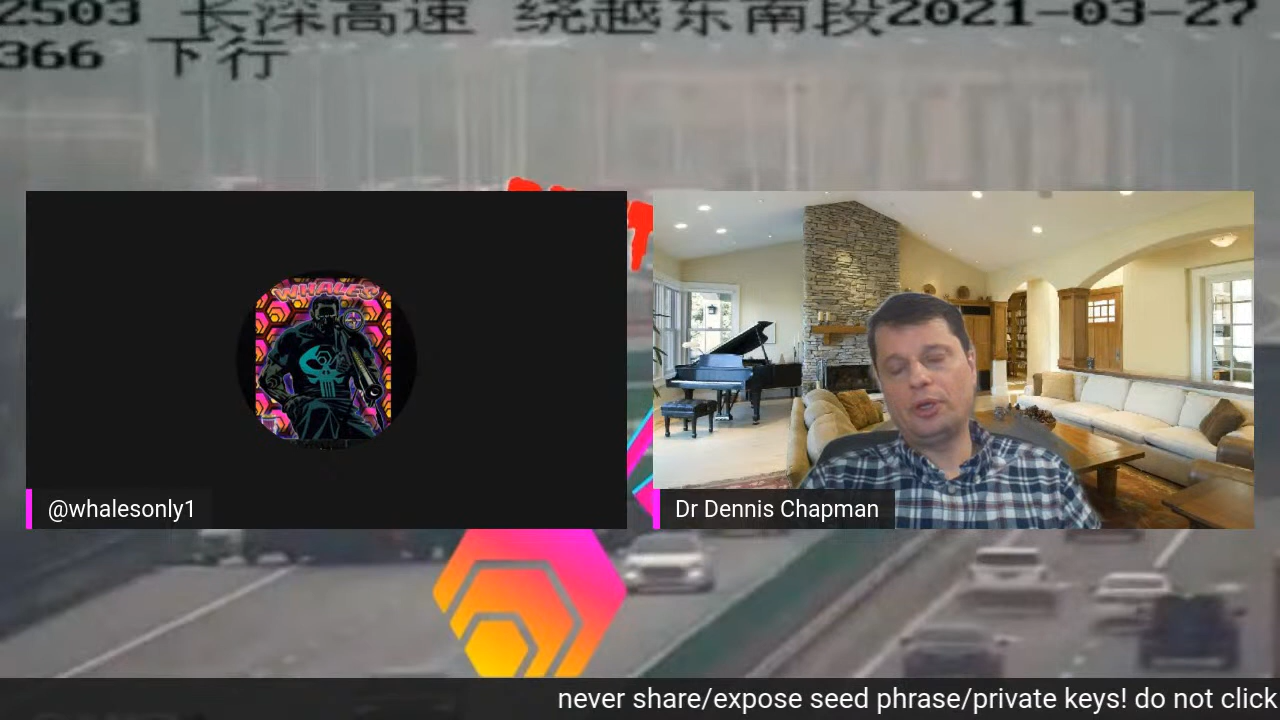 2503 长深高速 绕越东南段2021-03-27
366 下行
WHALES
@whalesonly1
Dr Dennis Chapman
never share/expose seed phrase/private keys! do not click